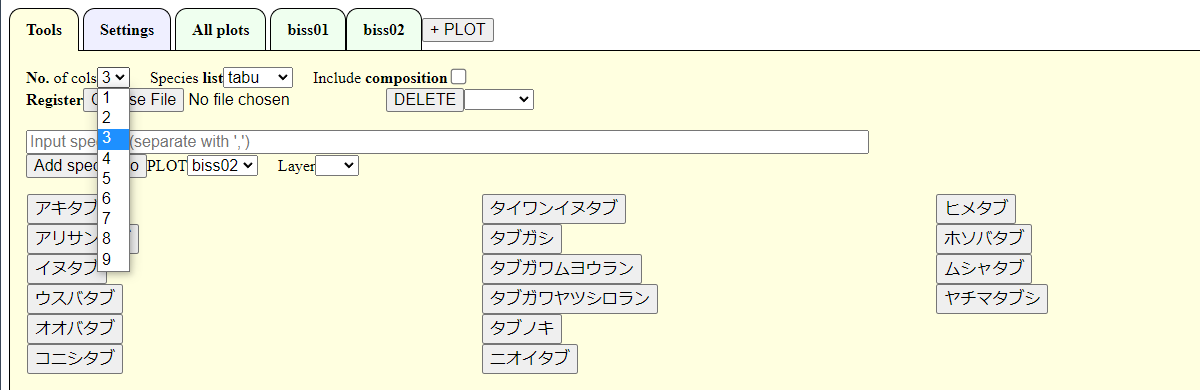 Tools Settings All plots biss01 biss02 + PLOT
No. of cols 3 Species list tabu Include composition
Register Choose File No file chosen DELETE
1
2
3
4
5
6
7
8
9
Input spec (separate with ',')
Add spec o PLOT biss02 Layer
アキタブ タイワンイヌタブ ヒメタブ
アリサン タブガシ ホソバタブ
イヌタブ タブガワムヨウラン ムシャタブ
ウスバタブ タブガワヤツシロラン ヤチマタブシ
オオバタブ タブノキ
コニシタブ ニオイタブ